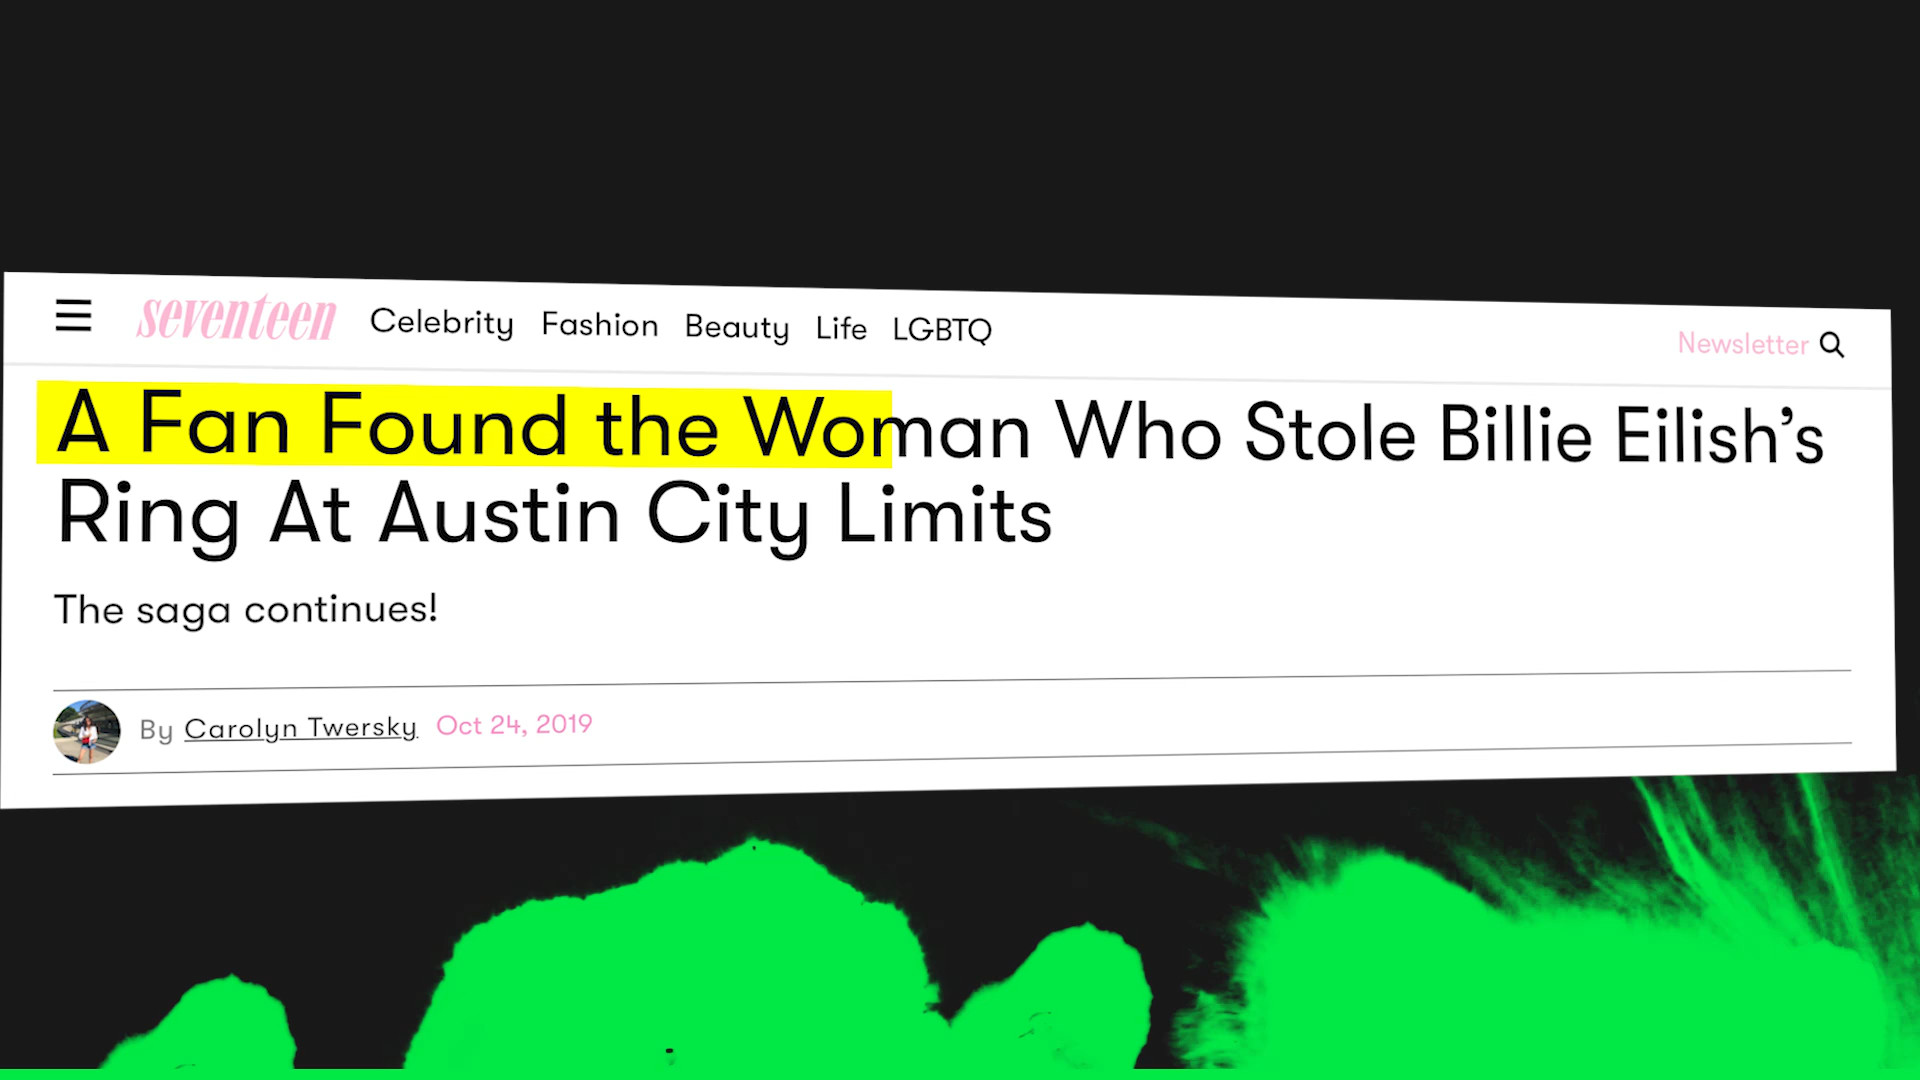 seventeen Celebrity Fashion Beauty Life LGBTQ Newsletter
A Fan Found the Woman Who Stole Billie Eilish’s
Ring At Austin City Limits
The saga continues!
By Carolyn Twersky Oct 24, 2019